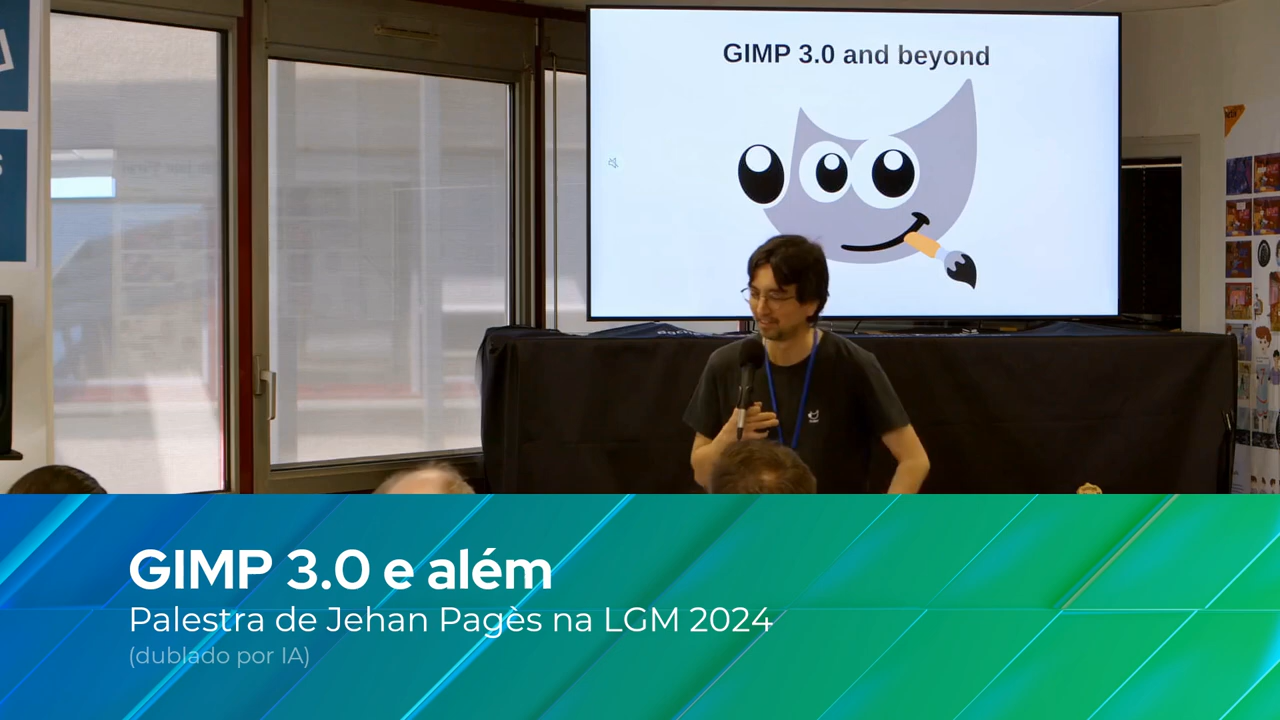 GIMP 3.0 and beyond
GIMP 3.0 e além
Palestra de Jehan Pagès na LGM 2024
(dublado por IA)